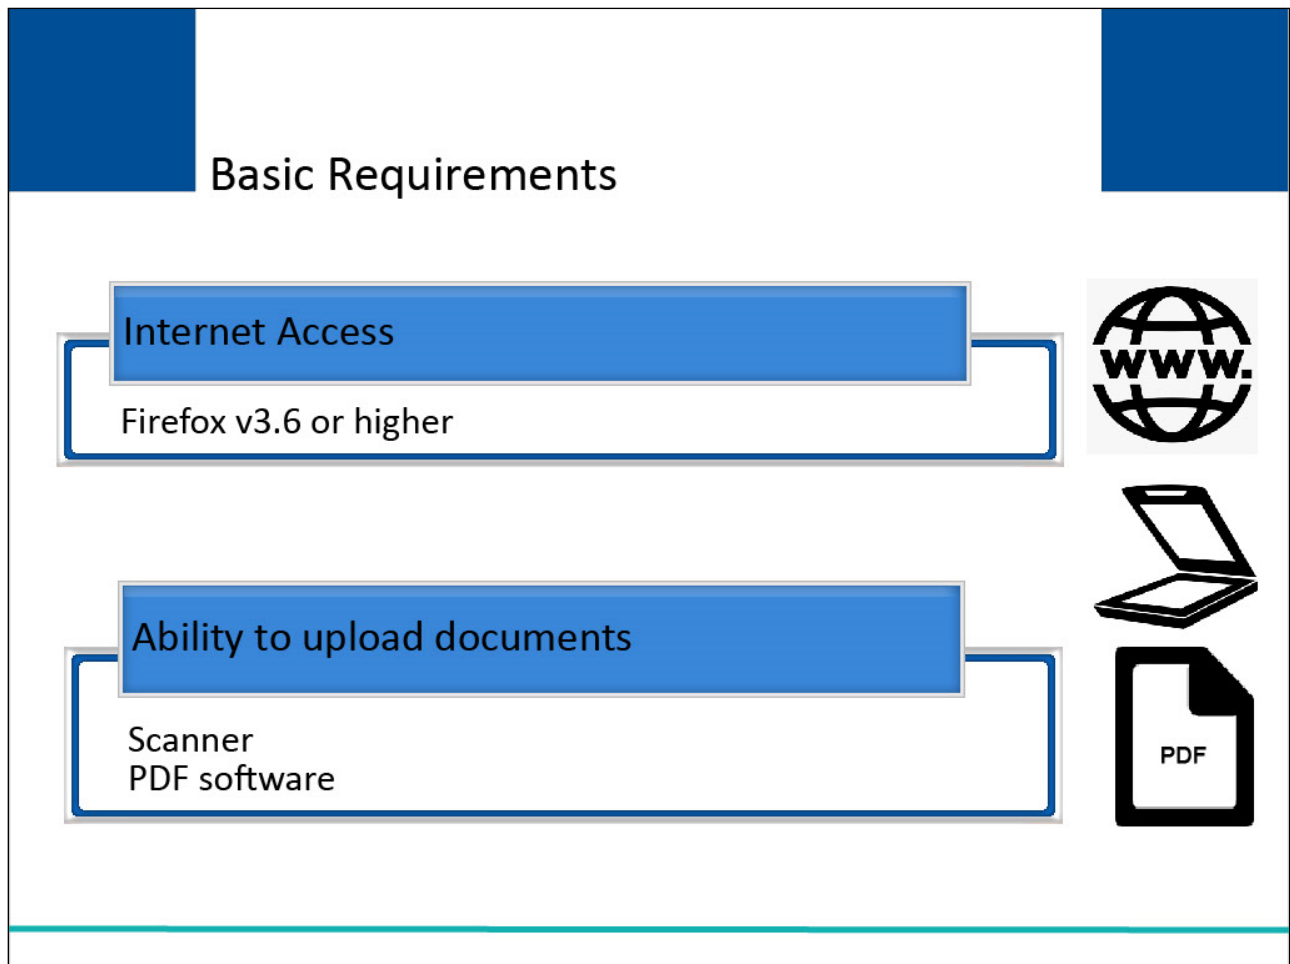 Basic Requirements
Internet Access
Firefox v3.6 or higher
www.
Ability to upload documents
Scanner
PDF software
PDF